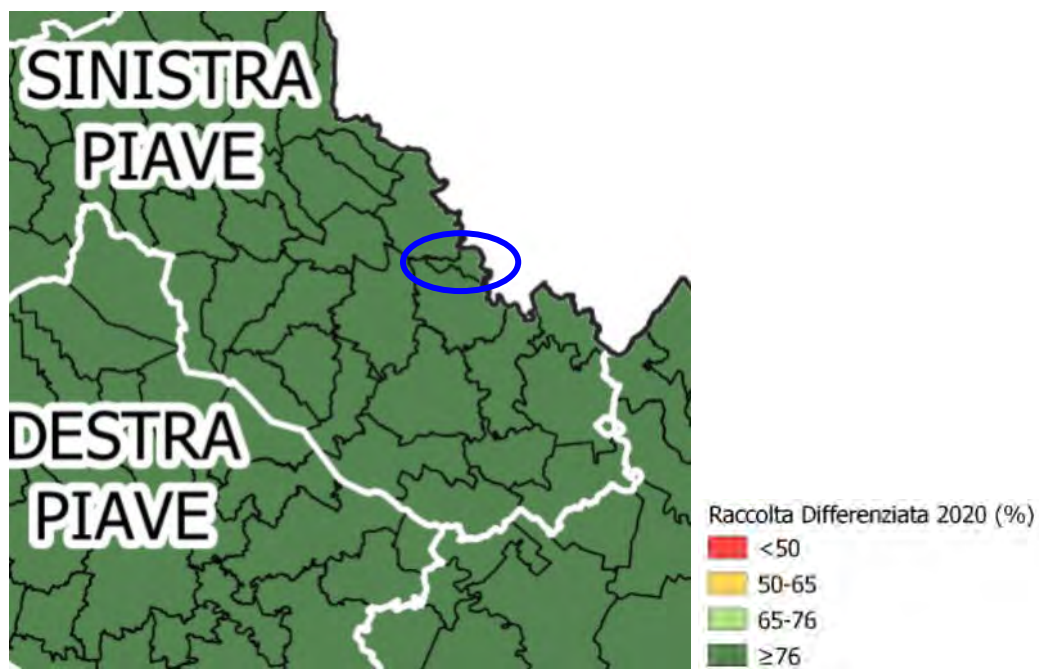 SINISTRA
PIAVE
DESTRA
PIAVE
Raccolta Differenziata 2020 (%)
<50
50-65
65-76
≥76